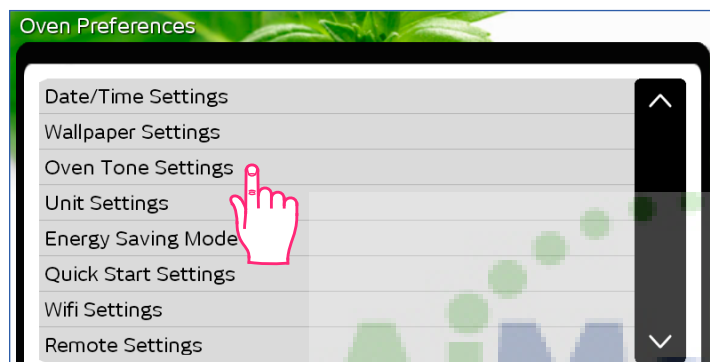 Oven Preferences
Date/Time Settings
Wallpaper Settings
Oven Tone Settings
Unit Settings
Energy Saving Mode
Quick Start Settings
Wifi Settings
Remote Settings